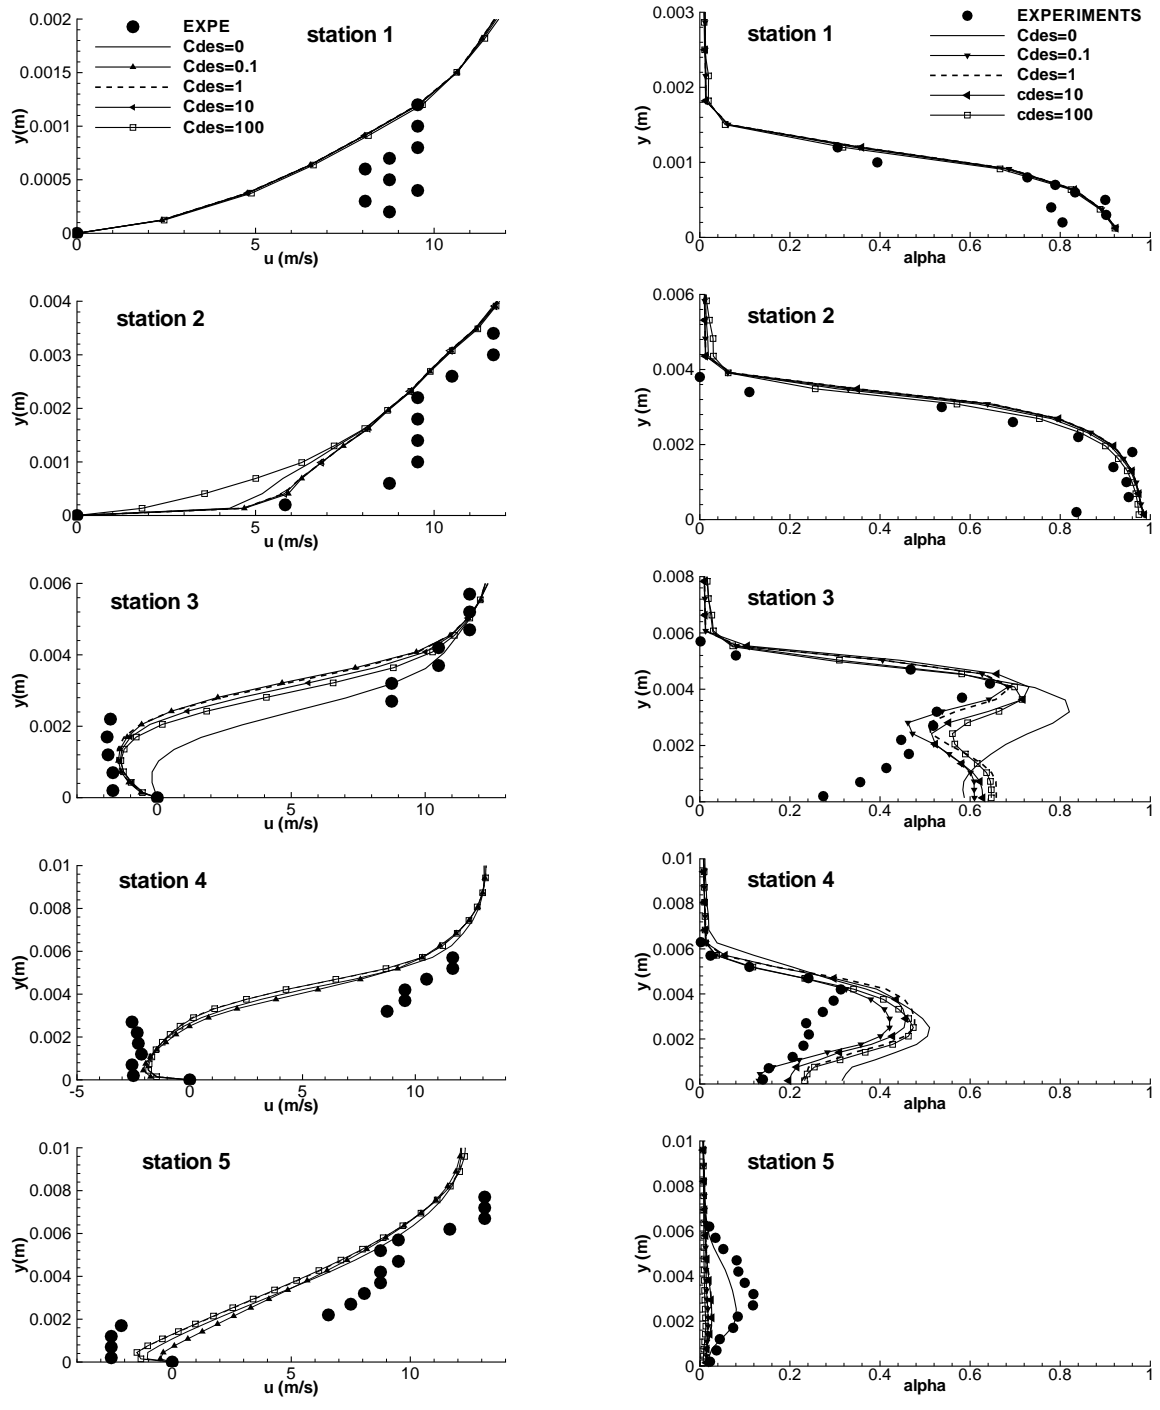 0.002
0.0015
0.001
0.0005
0
y(m)
EXPE
Cdes=0
Cdes=0.1
Cdes=1
Cdes=10
Cdes=100
station 1
0 5 10
u (m/s)
0.003
0.002
0.001
0
y (m)
station 1
EXPERIMENTS
Cdes=0
Cdes=0.1
Cdes=1
cdes=10
cdes=100
0 0.2 0.4 0.6 0.8 1
alpha
0.004
0.003
0.002
0.001
0
y(m)
station 2
0 5 10
u (m/s)
0.006
0.004
0.002
0
y (m)
station 2
0 0.2 0.4 0.6 0.8 1
alpha
0.006
0.004
0.002
0
y(m)
station 3
0 5 10
u (m/s)
0.008
0.006
0.004
0.002
0
y (m)
station 3
0 0.2 0.4 0.6 0.8 1
alpha
0.01
0.008
0.006
0.004
0.002
0
y(m)
station 4
-5 0 5 10
u (m/s)
0.01
0.008
0.006
0.004
0.002
0
y (m)
station 4
0 0.2 0.4 0.6 0.8 1
alpha
0.01
0.008
0.006
0.004
0.002
0
y(m)
station 5
0 5 10
u (m/s)
0.01
0.008
0.006
0.004
0.002
0
y (m)
station 5
0 0.2 0.4 0.6 0.8 1
alpha